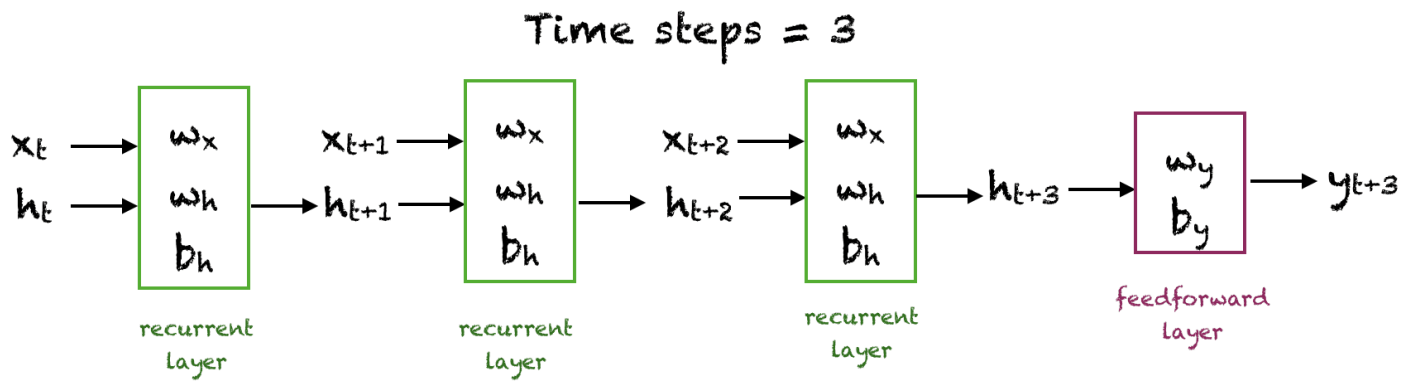 Time steps = 3
xt
ht
wx
wh
bh
recurrent
layer
xt+1
ht+1
wx
wh
bh
recurrent
layer
xt+2
ht+2
wx
wh
bh
recurrent
layer
ht+3
wy
by
feedforward
layer
yt+3